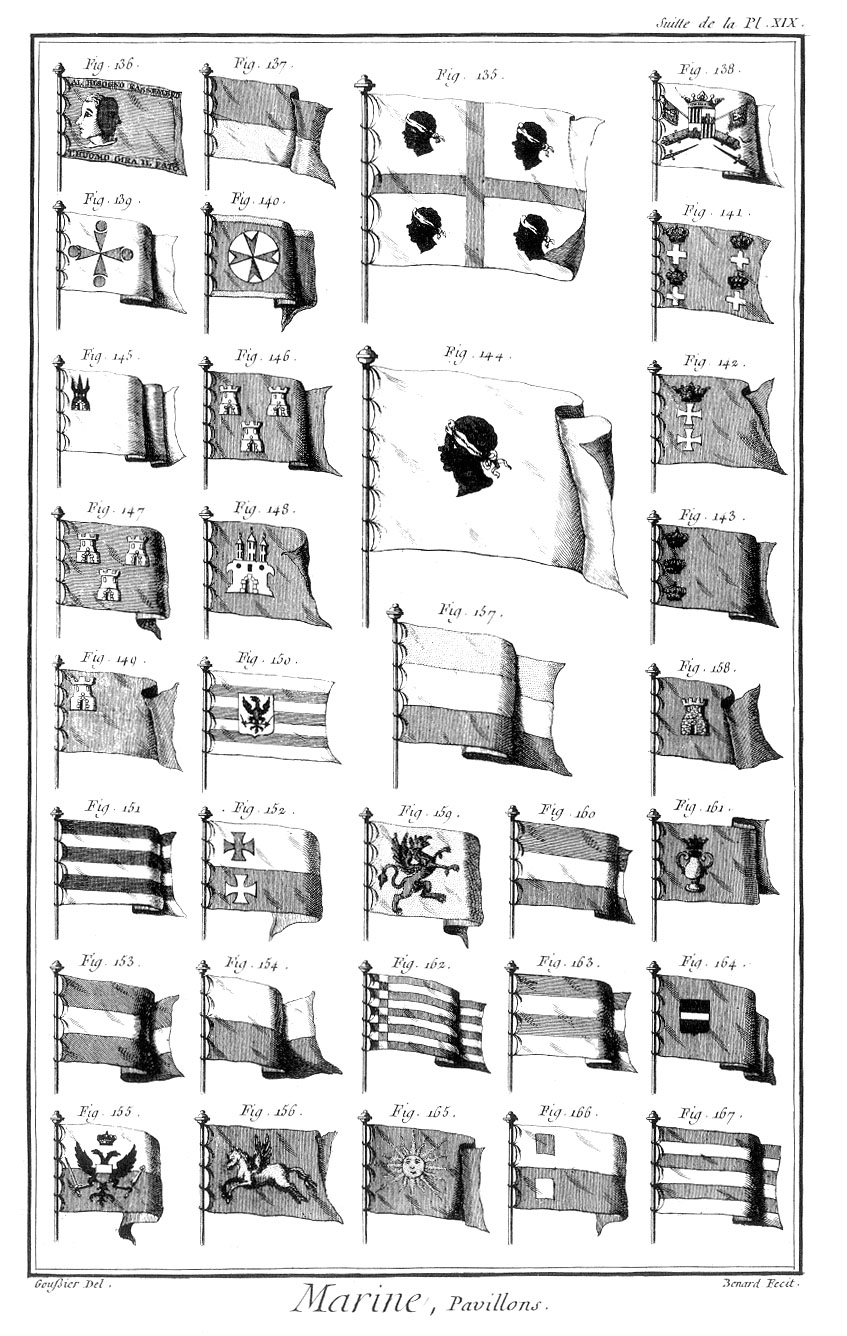 Suitte de la Pl. XIX.
Fig. 136.
Fig. 137.
Fig. 135.
Fig. 138.
AL BISOGNO
L'HUOMO GIRA IL FATO
Fig. 139.
Fig. 140.
Fig. 141.
Fig. 145.
Fig. 146.
Fig. 144.
Fig. 142.
Fig. 147
Fig. 148.
Fig. 143.
Fig. 157.
Fig. 149.
Fig. 150.
Fig. 158.
Fig. 151
Fig. 152.
Fig. 159.
Fig. 160
Fig. 161.
Fig. 153.
Fig. 154.
Fig. 162.
Fig. 163.
Fig. 164.
Fig. 155.
Fig. 156.
Fig. 165.
Fig. 166.
Fig. 167.
Goußier Del.
Benard Fecit.
Marine, Pavillons.